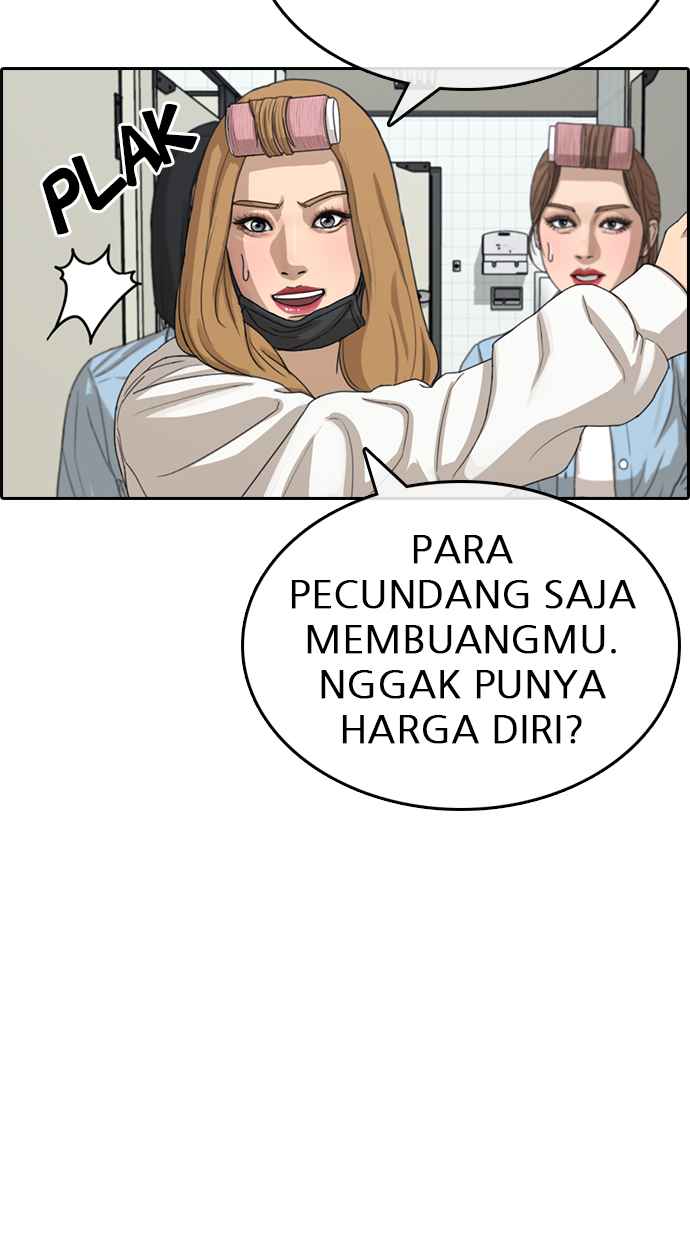 PLAK
PARA
PECUNDANG SAJA
MEMBUANGMU.
NGGAK PUNYA
HARGA DIRI?